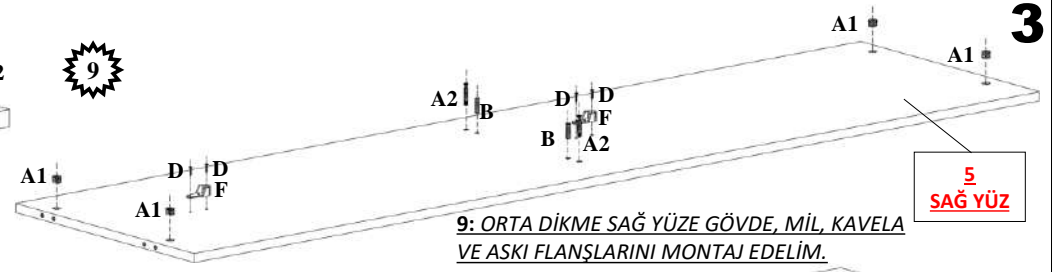 3
2
9
A1
A1
A2
B
D
D
F
B
A2
D
D
F
A1
A1
5
SAĞ YÜZ
9: ORTA DİKME SAĞ YÜZE GÖVDE, MİL, KAVELA
VE ASKI FLANŞLARINI MONTAJ EDELİM.